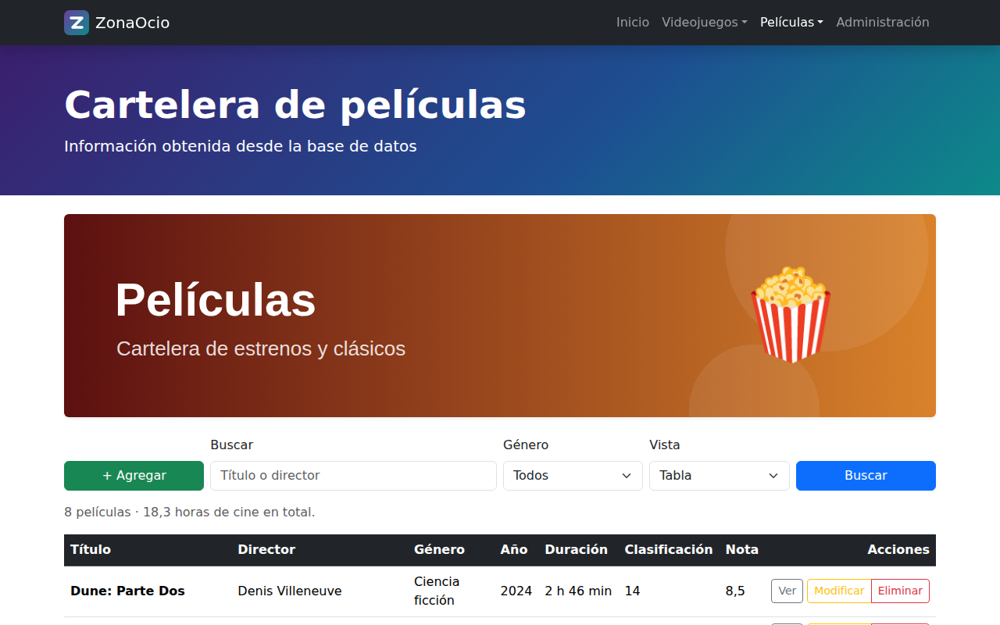 Z ZonaOcio
Inicio Videojuegos Películas Administración
Cartelera de películas
Información obtenida desde la base de datos
Películas
Cartelera de estrenos y clásicos
Buscar Género Vista
+ Agregar Título o director Todos Tabla Buscar
8 películas · 18,3 horas de cine en total.
Título Director Género Año Duración Clasificación Nota Acciones
Dune: Parte Dos Denis Villeneuve Ciencia ficción 2024 2 h 46 min 14 8,5 Ver Modificar Eliminar